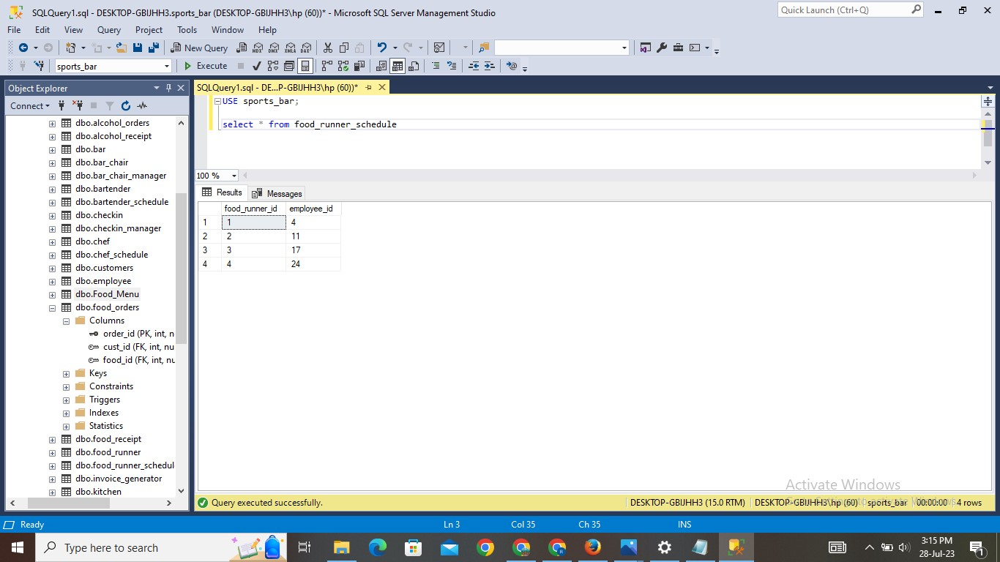 SQLQuery1.sql - DESKTOP-GBIJHH3.sports_bar (DESKTOP-GBIJHH3\hp (60))* - Microsoft SQL Server Management Studio
Quick Launch (Ctrl+Q)
File Edit View Query Project Tools Window Help
New Query
MDX DMX XMLA DAX
sports_bar
Execute
Object Explorer
Connect
dbo.alcohol_orders
dbo.alcohol_receipt
dbo.bar
dbo.bar_chair
dbo.bar_chair_manager
dbo.bartender
dbo.bartender_schedule
dbo.checkin
dbo.checkin_manager
dbo.chef
dbo.chef_schedule
dbo.customers
dbo.employee
dbo.Food_Menu
dbo.food_orders
Columns
order_id (PK, int, n
cust_id (FK, int, nu
food_id (FK, int, nu
Keys
Constraints
Triggers
Indexes
Statistics
dbo.food_receipt
dbo.food_runner
dbo.food_runner_schedul
dbo.invoice_generator
dbo.kitchen
SQLQuery1.sql - DE...P-GBIJHH3\hp (60))*
USE sports_bar;
select * from food_runner_schedule
100 %
Results Messages
food_runner_id employee_id
1 1 4
2 2 11
3 3 17
4 4 24
Activate Windows
Query executed successfully.
DESKTOP-GBIJHH3 (15.0 RTM) DESKTOP-GBIJHH3\hp (60) sports_bar 00:00:00 4 rows
Ready Ln 3 Col 35 Ch 35 INS
Type here to search
3:15 PM
28-Jul-23
1